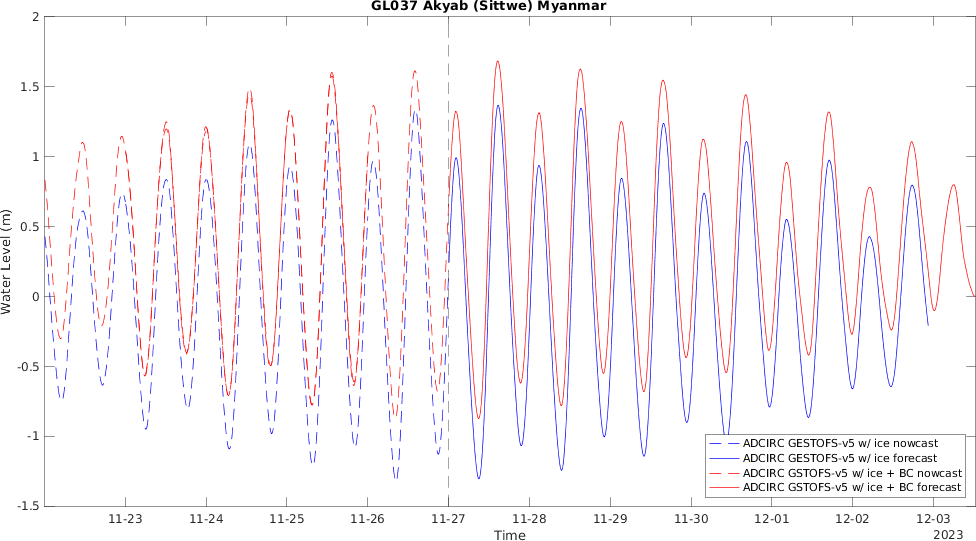 GL037 Akyab (Sittwe) Myanmar
2
1.5
1
0.5
0
-0.5
-1
-1.5
Water Level (m)
ADCIRC GESTOFS-v5 w/ ice nowcast
ADCIRC GESTOFS-v5 w/ ice forecast
ADCIRC GSTOFS-v5 w/ ice + BC nowcast
ADCIRC GSTOFS-v5 w/ ice + BC forecast
11-23 11-24 11-25 11-26 11-27 11-28 11-29 11-30 12-01 12-02 12-03
Time
2023